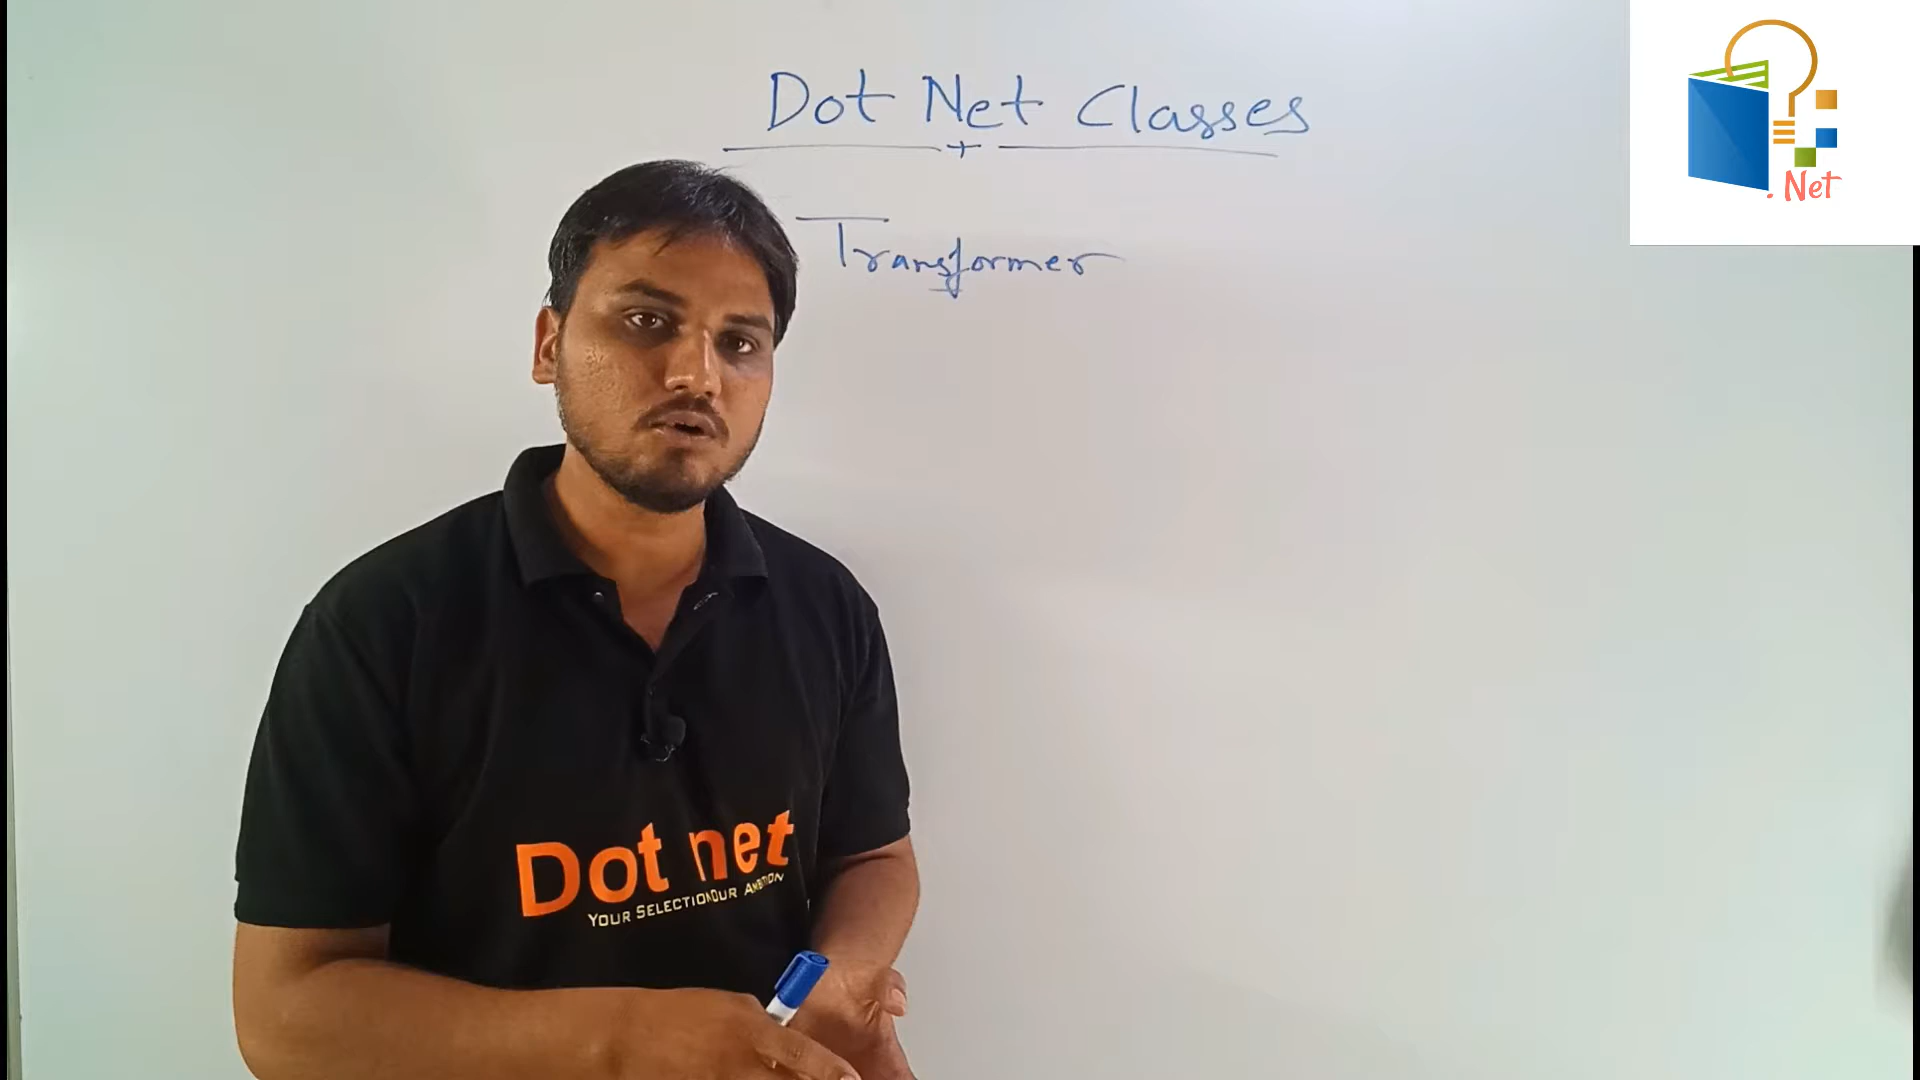 Dot Net Classes
Transformer
. Net
Dot net
YOUR SELECTION OUR AMBITION